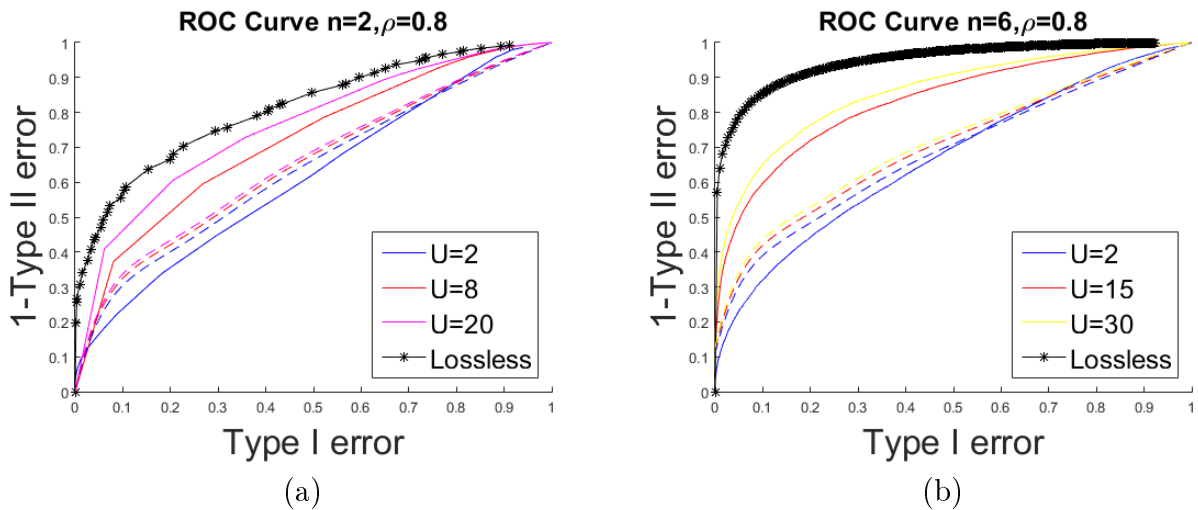 ROC Curve n=2,ρ=0.8
1-Type II error
1
0.9
0.8
0.7
0.6
0.5
0.4
0.3
0.2
0.1
0
U=2
U=8
U=20
Lossless
0 0.1 0.2 0.3 0.4 0.5 0.6 0.7 0.8 0.9 1
Type I error
(a)
ROC Curve n=6,ρ=0.8
1-Type II error
1
0.9
0.8
0.7
0.6
0.5
0.4
0.3
0.2
0.1
0
U=2
U=15
U=30
Lossless
0 0.1 0.2 0.3 0.4 0.5 0.6 0.7 0.8 0.9 1
Type I error
(b)